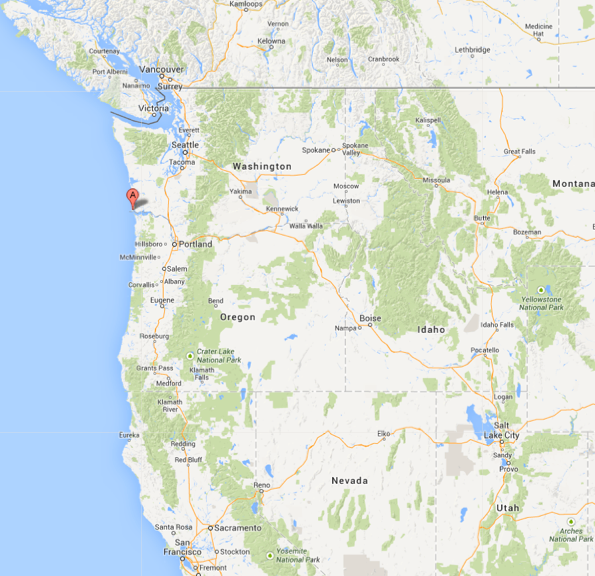 Kamloops
Vernon
Kelowna
Medicine
Hat
Courtenay
Port Alberni
Vancouver
Nanaimo
Surrey
Nelson
Cranbrook
Lethbridge
Victoria
Everett
Seattle
Tacoma
Washington
Spokane
Spokane
Valley
Kalispell
Great Falls
A
Yakima
Kennewick
Walla Walla
Moscow
Lewiston
Missoula
Helena
Montana
Butte
Bozeman
Hillsboro
Portland
McMinnville
Salem
Corvallis
Albany
Eugene
Bend
Oregon
Boise
Nampa
Idaho
Idaho Falls
Yellowstone
National Park
Roseburg
Crater Lake
National Park
Pocatello
Grants Pass
Medford
Klamath
Falls
Klamath
River
Logan
Eureka
Redding
Red Bluff
Elko
Salt
Lake City
Sandy
Provo
Reno
Nevada
Utah
Santa Rosa
Sacramento
Arches
National Park
San
Francisco
Stockton
Fremont
Yosemite
National Park